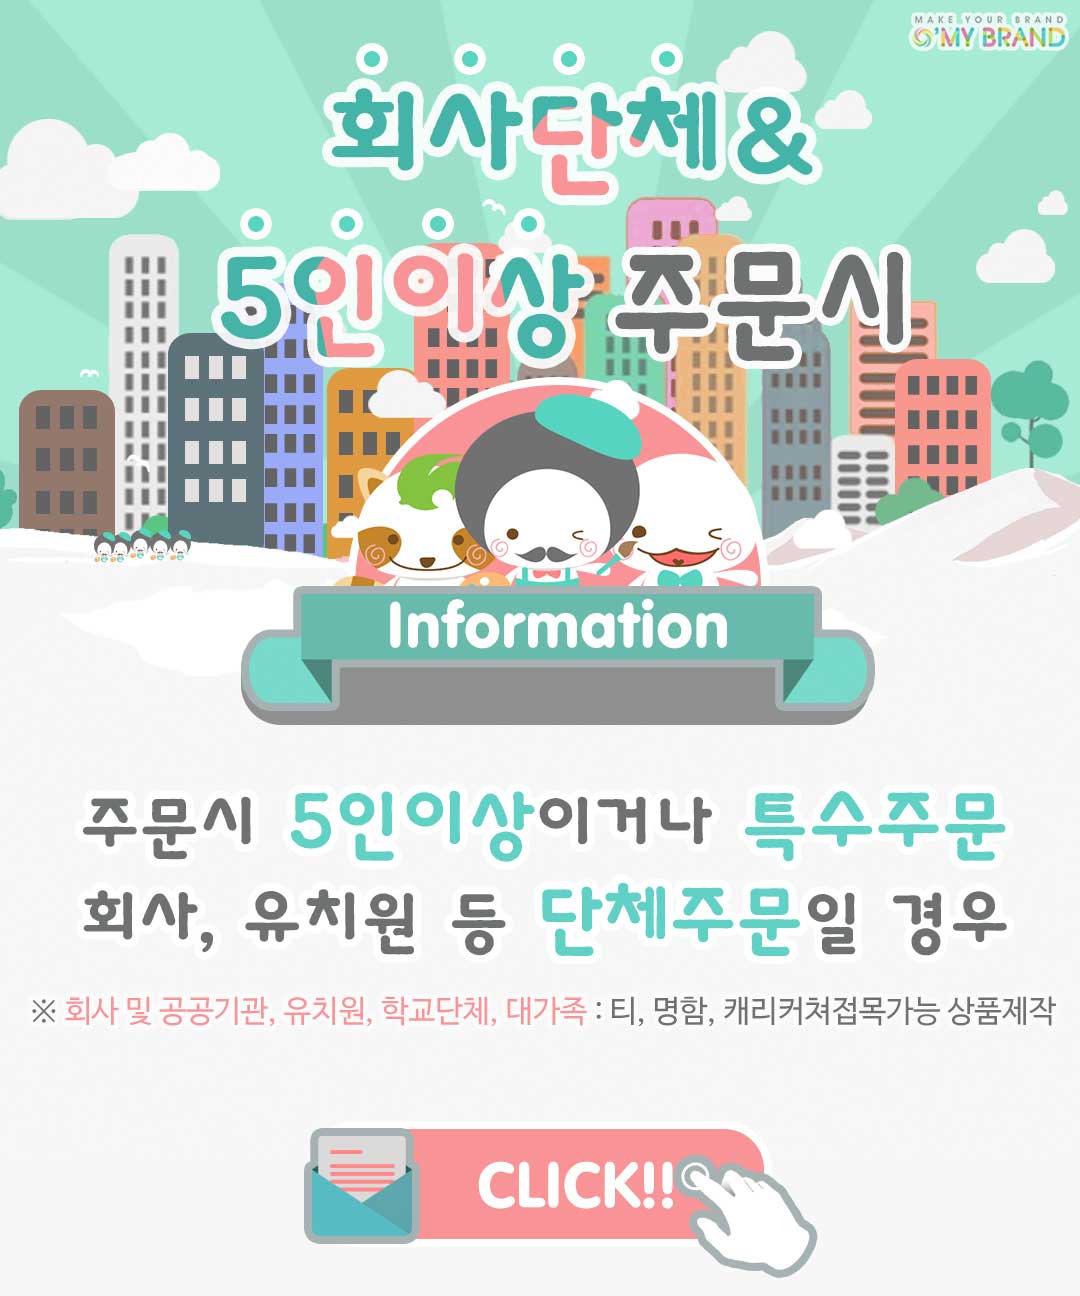 MAKE YOUR BRAND
O'MY BRAND
회사단체 &
5인이상 주문시
Information
주문시 5인이상이거나 특수주문
회사, 유치원 등 단체주문일 경우
※ 회사 및 공공기관, 유치원, 학교단체, 대가족 : 티, 명함, 캐리커쳐접목가능 상품제작
CLICK!!